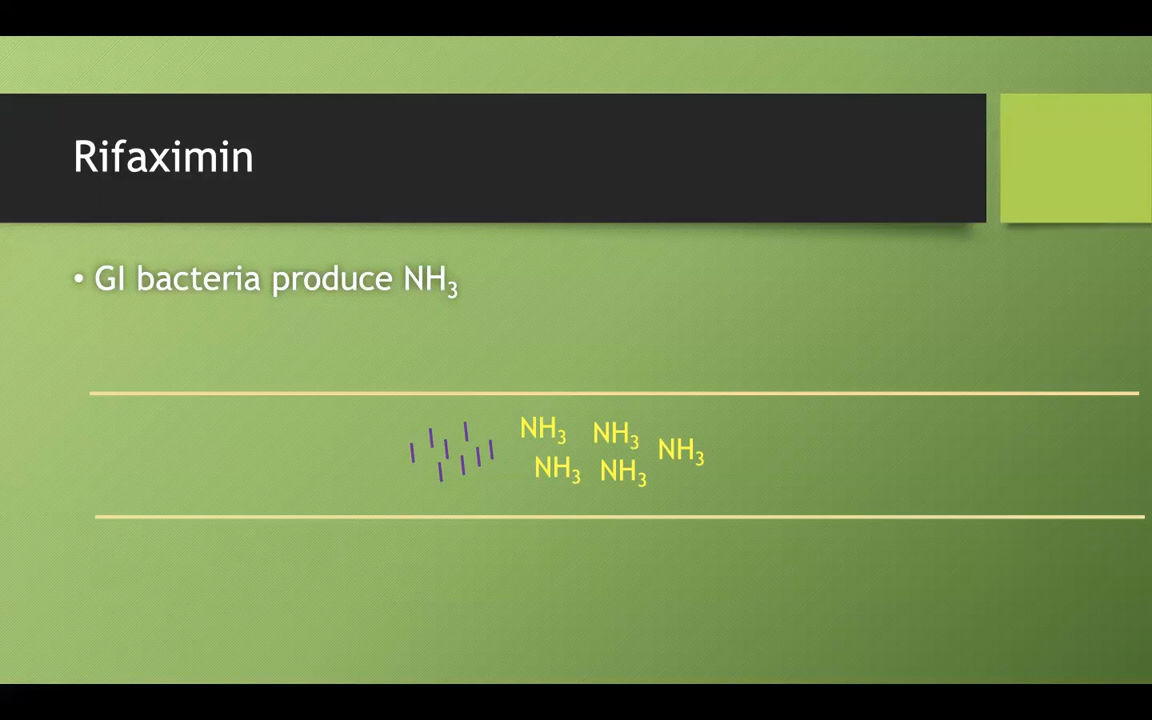 Rifaximin
• GI bacteria produce NH₃
NH₃ NH₃ NH₃
NH₃ NH₃